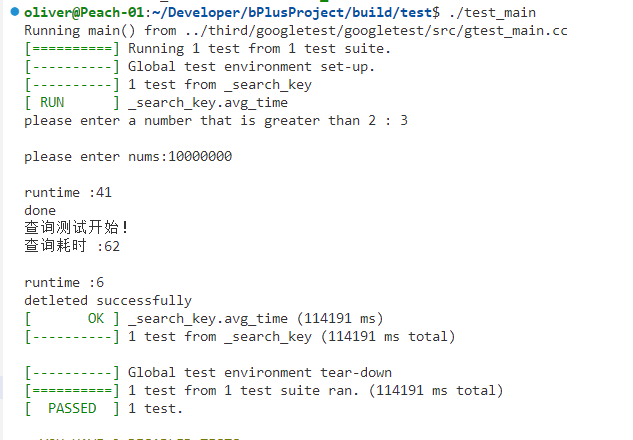 oliver@Peach-01:~/Developer/bPlusProject/build/test$ ./test_main
Running main() from ../third/googletest/googletest/src/gtest_main.cc
[==========] Running 1 test from 1 test suite.
[----------] Global test environment set-up.
[----------] 1 test from _search_key
[ RUN      ] _search_key.avg_time
please enter a number that is greater than 2 : 3
please enter nums:10000000
runtime :41
done
查询测试开始!
查询耗时 :62
runtime :6
detleted successfully
[       OK ] _search_key.avg_time (114191 ms)
[----------] 1 test from _search_key (114191 ms total)
[----------] Global test environment tear-down
[==========] 1 test from 1 test suite ran. (114191 ms total)
[  PASSED  ] 1 test.